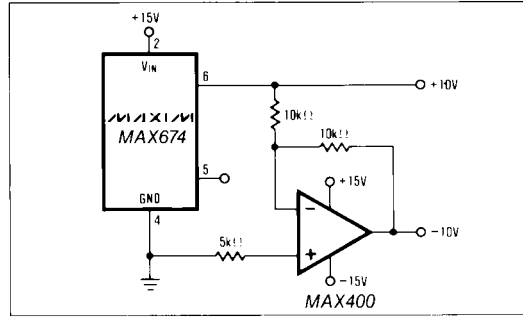 +15V
2
VIN
6
+10V
MAXIM
MAX674
10kΩ
10kΩ
5
+15V
GND
4
−
−10V
5kΩ
+
−15V
MAX400